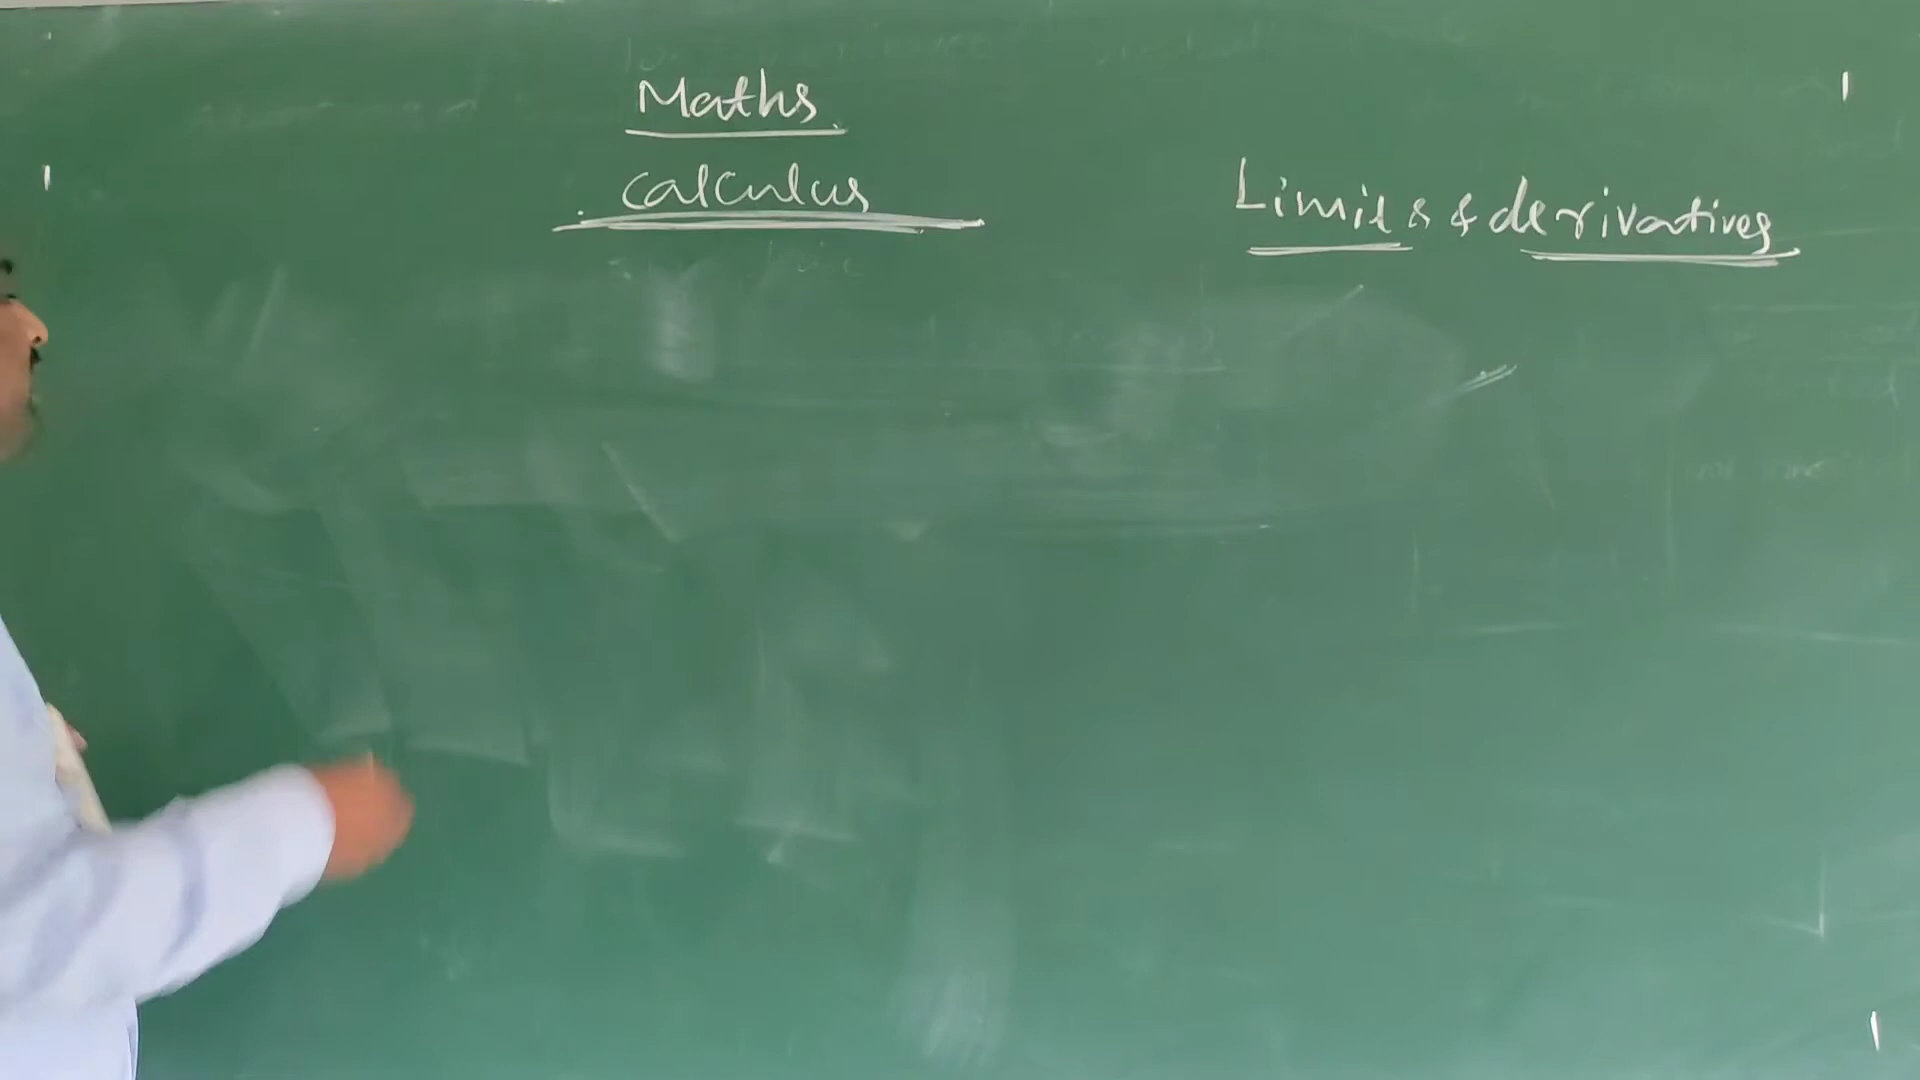 Maths
Calculus
Limits & derivatives